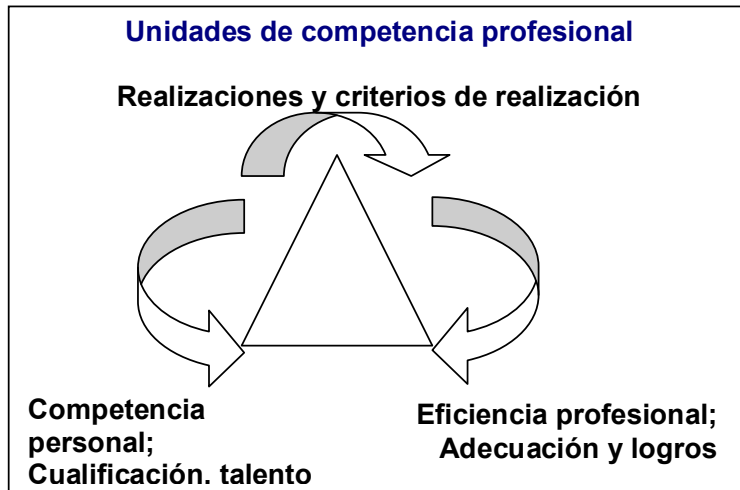 Unidades de competencia profesional
Realizaciones y criterios de realización
Competencia
personal;
Cualificación. talento
Eficiencia profesional;
Adecuación y logros